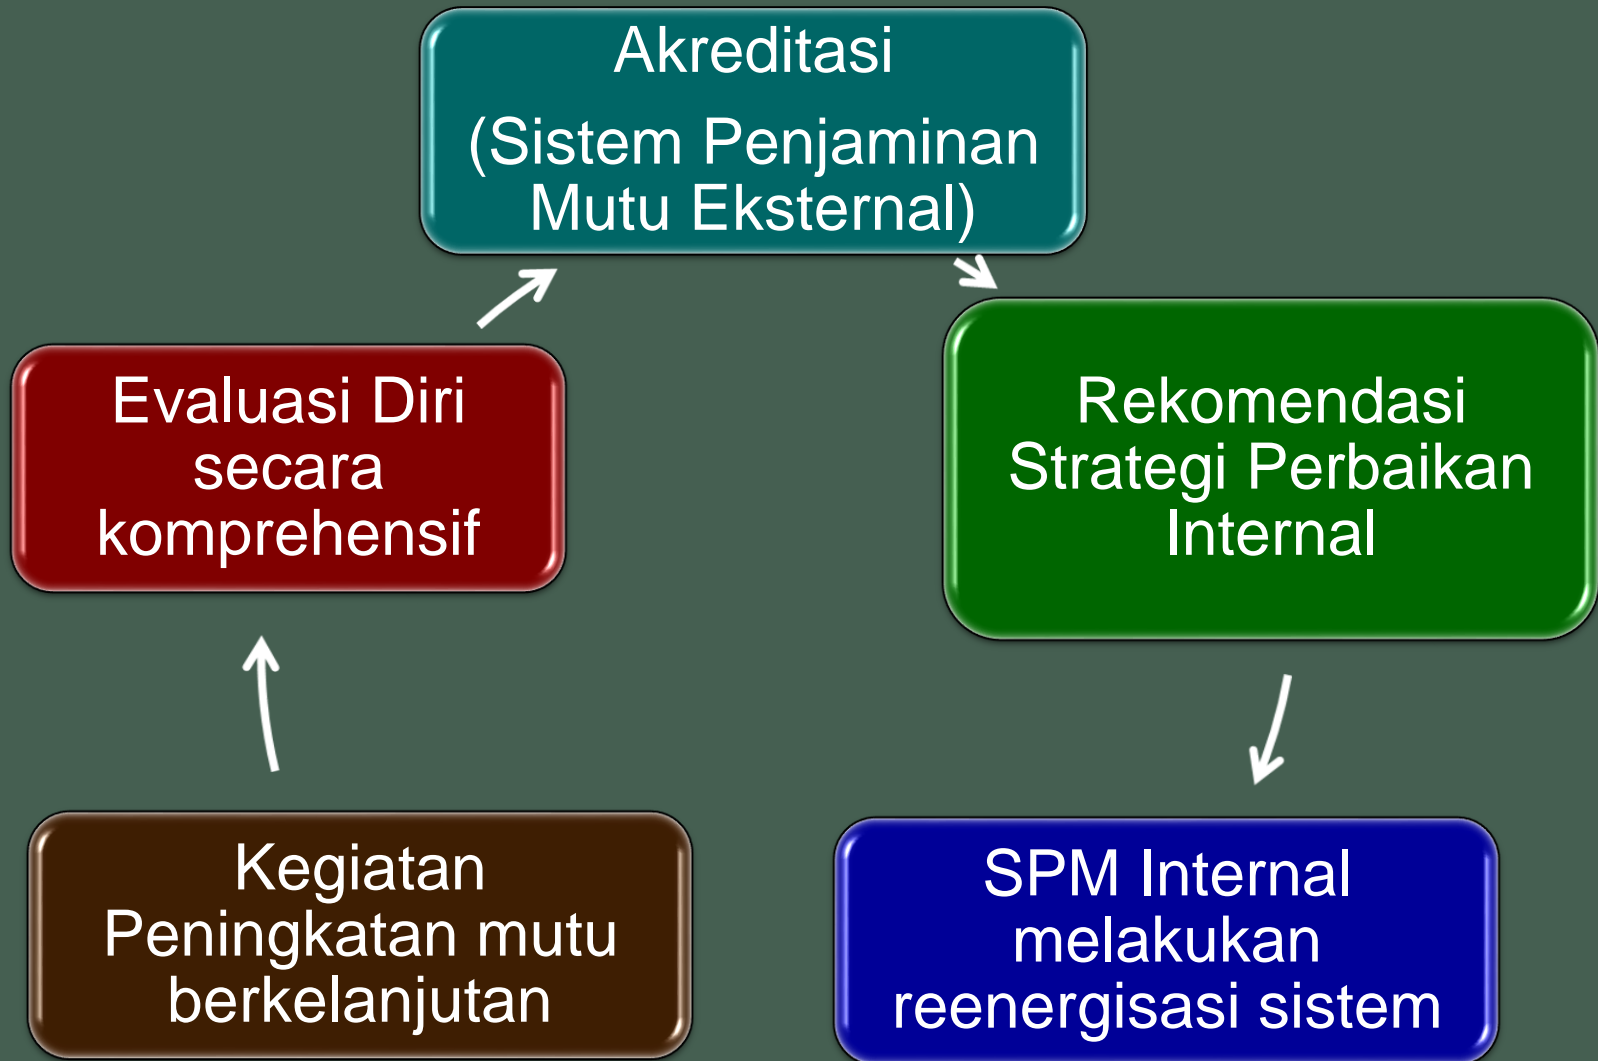 Akreditasi
(Sistem Penjaminan
Mutu Eksternal)
Evaluasi Diri
secara
komprehensif
Rekomendasi
Strategi Perbaikan
Internal
Kegiatan
Peningkatan mutu
berkelanjutan
SPM Internal
melakukan
reenergisasi sistem